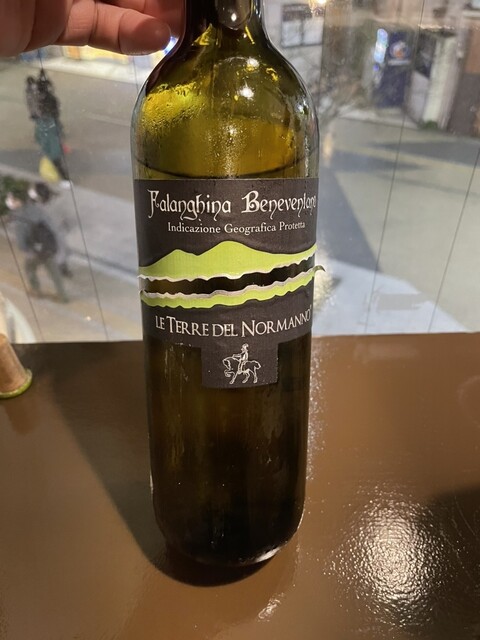 Falanghina Beneventano
Indicazione Geografica Protetta
LE TERRE DEL NORMANNO